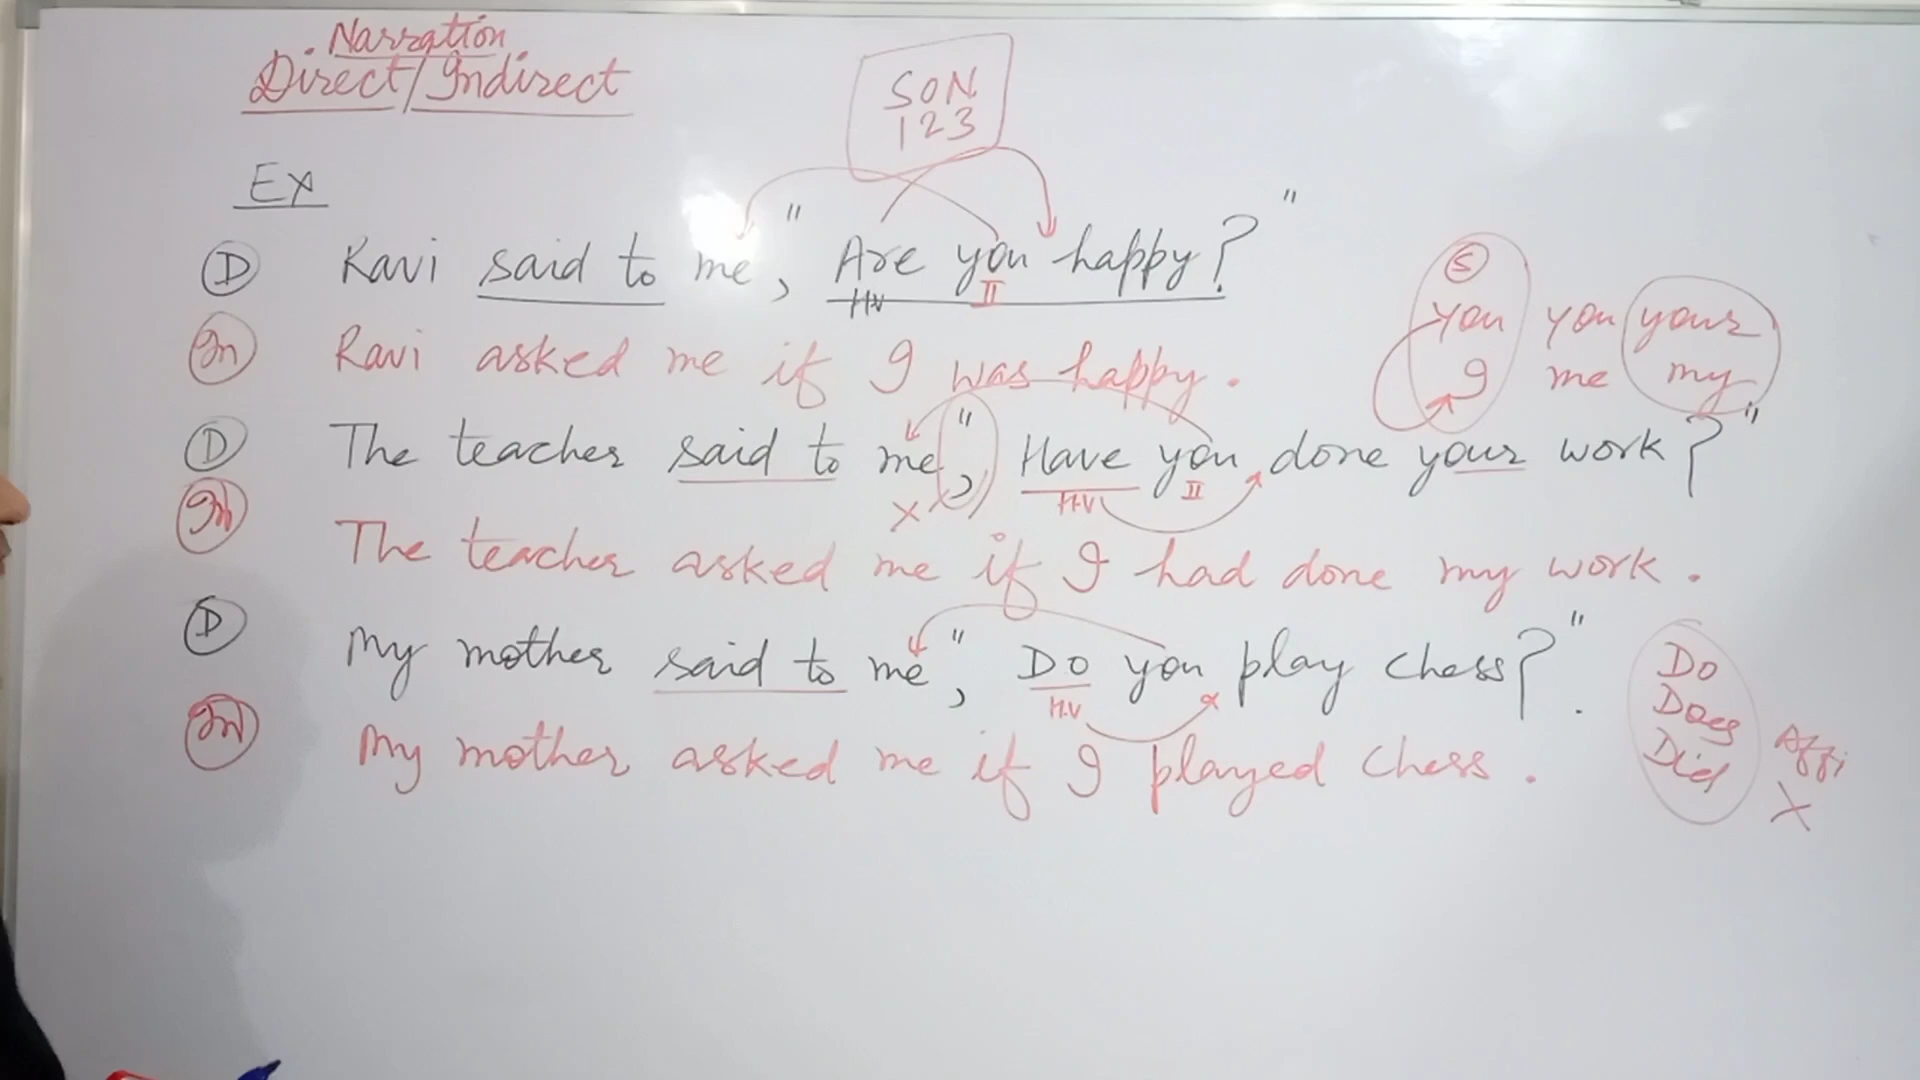 Narration
Direct/Indirect
SON
123
Ex
D Ravi said to me, "Are you happy?"
HV II
In Ravi asked me if I was happy.
S
you you your
I me my
D The teacher said to me, "Have you done your work?"
X X H.V II
In The teacher asked me if I had done my work.
D My mother said to me", Do you play chess?".
H.V
In My mother asked me if I played chess.
Do
Does
Did
Affi
X